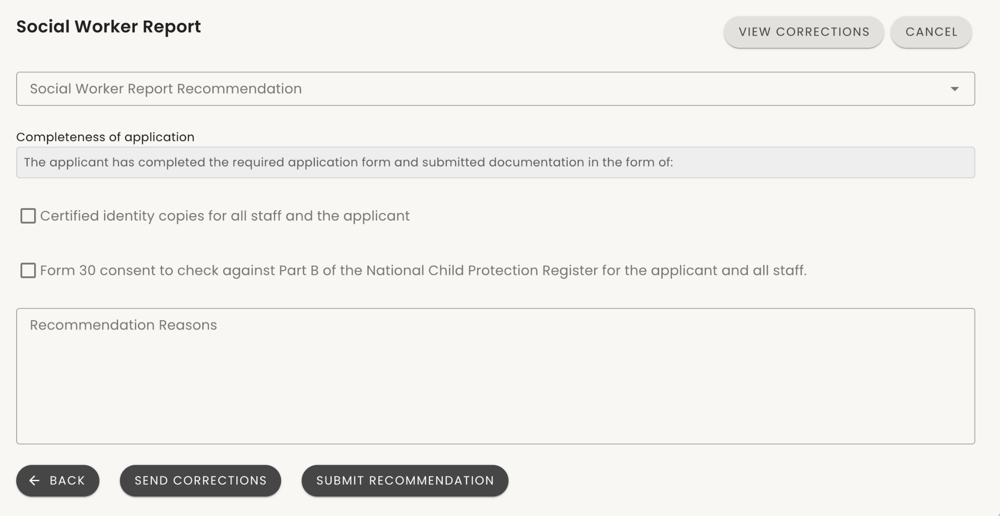 Social Worker Report
VIEW CORRECTIONS
CANCEL
Social Worker Report Recommendation
Completeness of application
The applicant has completed the required application form and submitted documentation in the form of:
Certified identity copies for all staff and the applicant
Form 30 consent to check against Part B of the National Child Protection Register for the applicant and all staff.
Recommendation Reasons
BACK
SEND CORRECTIONS
SUBMIT RECOMMENDATION